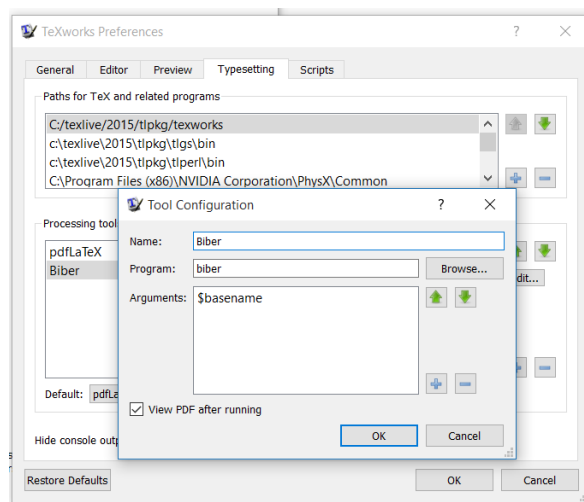 TeXworks Preferences
?
General Editor Preview Typesetting Scripts
Paths for TeX and related programs
C:/texlive/2015/tlpkg/texworks
c:\texlive\2015\tlpkg\tlgs\bin
c:\texlive\2015\tlpkg\tlperl\bin
C:\Program Files (x86)\NVIDIA Corporation\PhysX\Common
Tool Configuration ?
Processing tool
pdfLaTeX
Biber
Name: Biber
Program: biber Browse...
dit...
Arguments: $basename
Default: pdfLa
View PDF after running
OK Cancel
Hide console outp
Restore Defaults OK Cancel